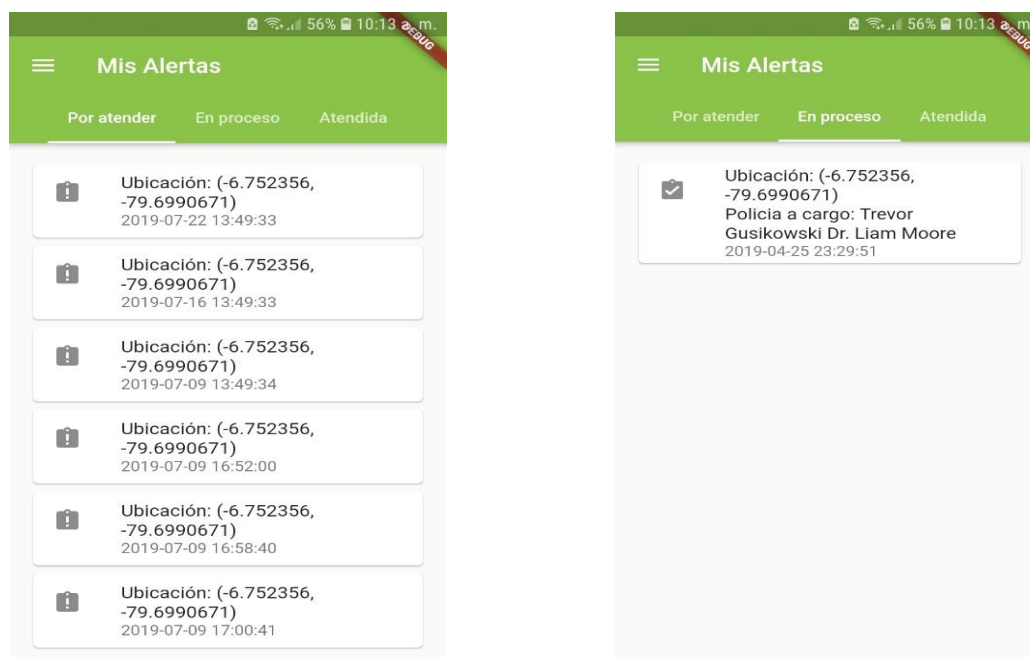 56% 10:13 a. m.
DEBUG
Mis Alertas
Por atender En proceso Atendida
Ubicación: (-6.752356,
-79.6990671)
2019-07-22 13:49:33
Ubicación: (-6.752356,
-79.6990671)
2019-07-16 13:49:33
Ubicación: (-6.752356,
-79.6990671)
2019-07-09 13:49:34
Ubicación: (-6.752356,
-79.6990671)
2019-07-09 16:52:00
Ubicación: (-6.752356,
-79.6990671)
2019-07-09 16:58:40
Ubicación: (-6.752356,
-79.6990671)
2019-07-09 17:00:41
56% 10:13 a. m
DEBUG
Mis Alertas
Por atender En proceso Atendida
Ubicación: (-6.752356,
-79.6990671)
Policia a cargo: Trevor
Gusikowski Dr. Liam Moore
2019-04-25 23:29:51